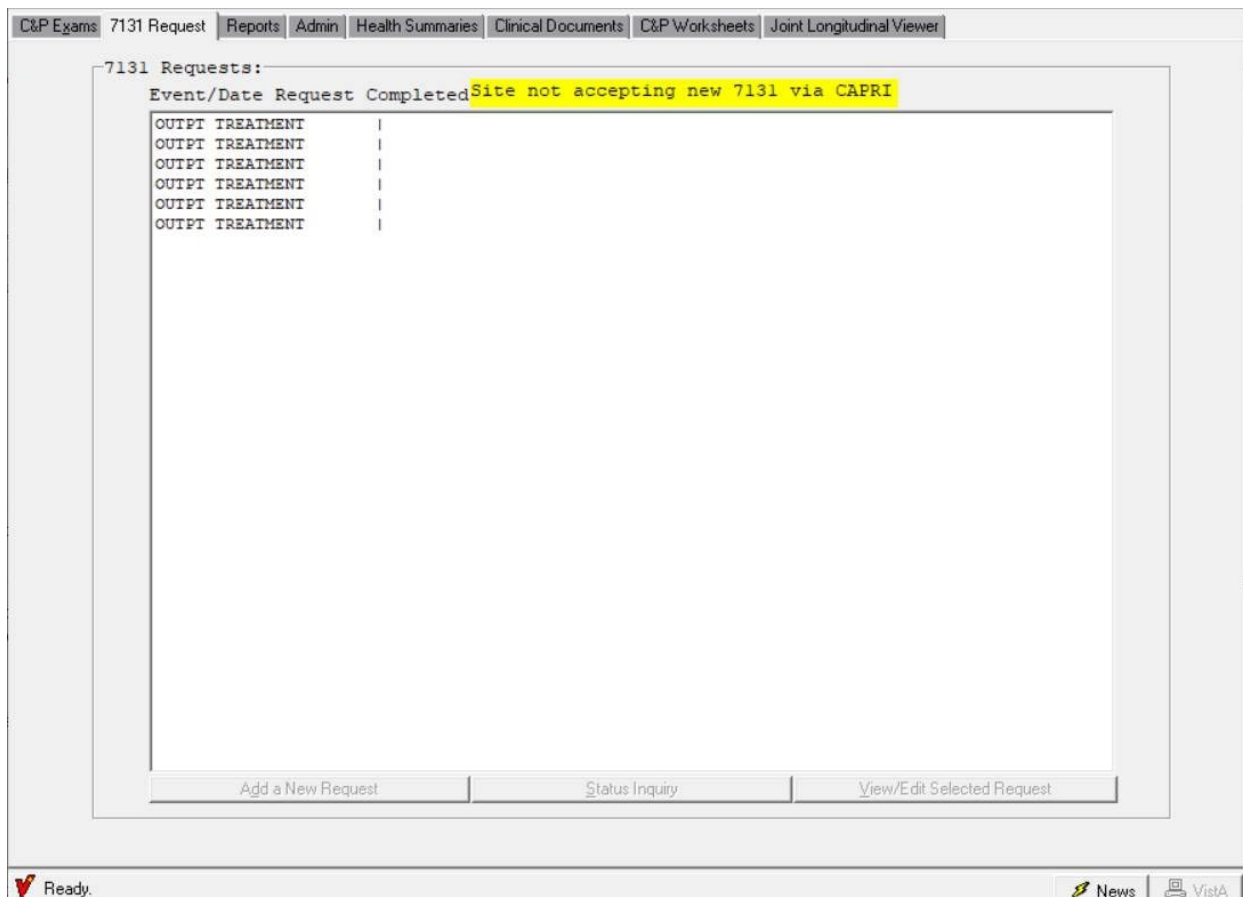 C&P Exams 7131 Request Reports Admin Health Summaries Clinical Documents C&P Worksheets Joint Longitudinal Viewer
7131 Requests:
Event/Date Request Completed Site not accepting new 7131 via CAPRI
OUTPT TREATMENT |
OUTPT TREATMENT |
OUTPT TREATMENT |
OUTPT TREATMENT |
OUTPT TREATMENT |
OUTPT TREATMENT |
Add a New Request Status Inquiry View/Edit Selected Request
Ready. News VistA